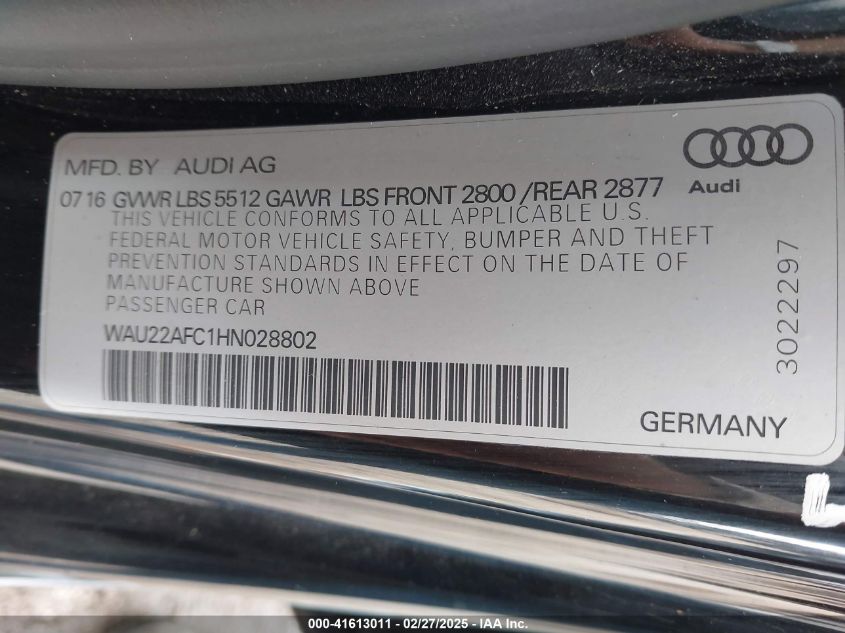 MFD. BY AUDI AG
07 16 GVWR LBS 5512 GAWR LBS FRONT 2800 /REAR 2877
Audi
THIS VEHICLE CONFORMS TO ALL APPLICABLE U.S.
FEDERAL MOTOR VEHICLE SAFETY, BUMPER AND THEFT
PREVENTION STANDARDS IN EFFECT ON THE DATE OF
MANUFACTURE SHOWN ABOVE
PASSENGER CAR
WAU22AFC1HN028802
3022297
GERMANY
L
000-41613011 — 02/27/2025 — IAA Inc.